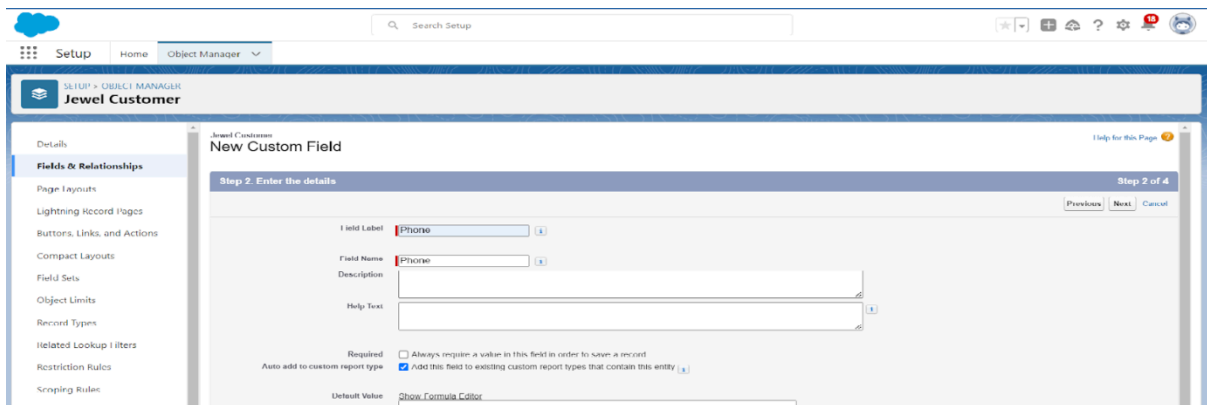 Search Setup
18
Setup Home Object Manager
SETUP > OBJECT MANAGER
Jewel Customer
Details
Fields & Relationships
Page Layouts
Lightning Record Pages
Buttons, Links, and Actions
Compact Layouts
Field Sets
Object Limits
Record Types
Related Lookup Filters
Restriction Rules
Scoping Rules
Jewel Customer
New Custom Field
Help for this Page
Step 2. Enter the details Step 2 of 4
Previous Next Cancel
Field Label Phone
Field Name Phone
Description
Help Text
Required Always require a value in this field in order to save a record
Auto add to custom report type Add this field to existing custom report types that contain this entity
Default Value Show Formula Editor